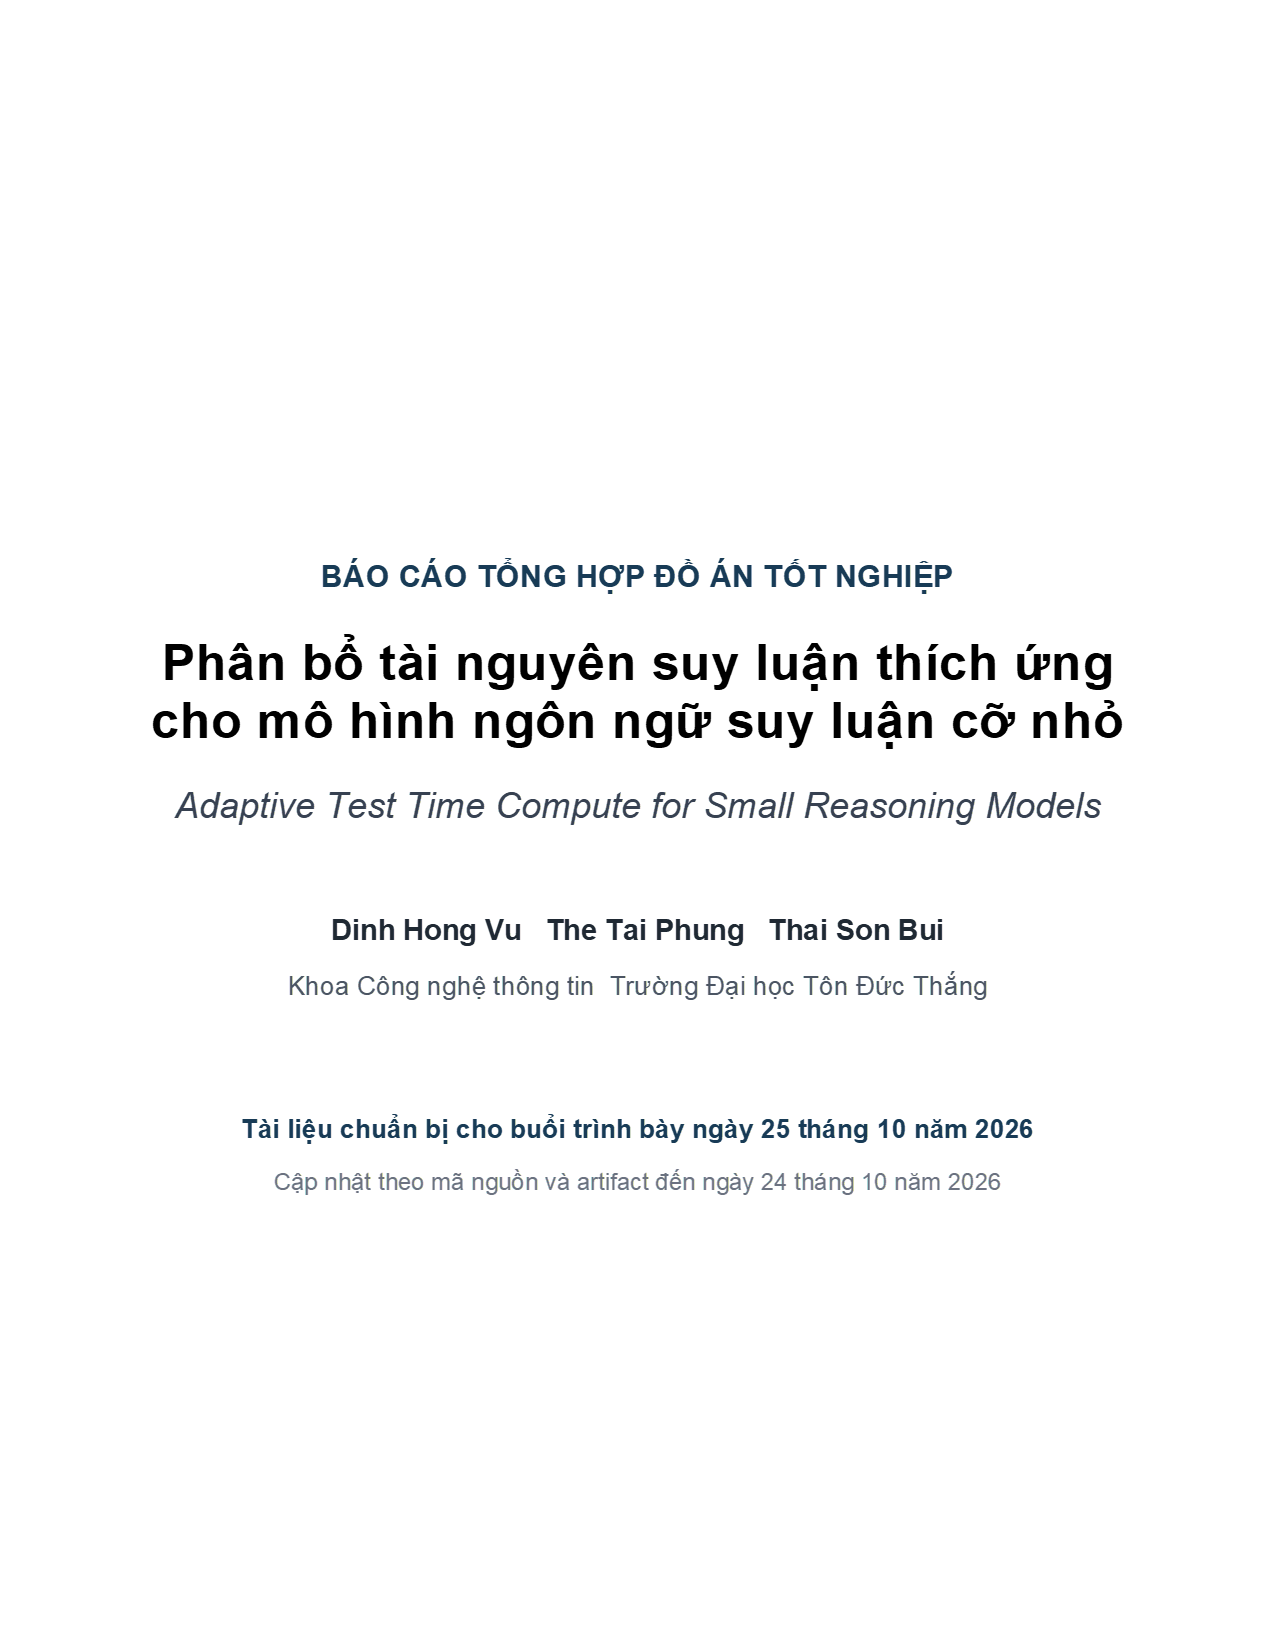 BÁO CÁO TỔNG HỢP ĐỒ ÁN TỐT NGHIỆP
Phân bổ tài nguyên suy luận thích ứng
cho mô hình ngôn ngữ suy luận cỡ nhỏ
Adaptive Test Time Compute for Small Reasoning Models
Dinh Hong Vu The Tai Phung Thai Son Bui
Khoa Công nghệ thông tin Trường Đại học Tôn Đức Thắng
Tài liệu chuẩn bị cho buổi trình bày ngày 25 tháng 10 năm 2026
Cập nhật theo mã nguồn và artifact đến ngày 24 tháng 10 năm 2026